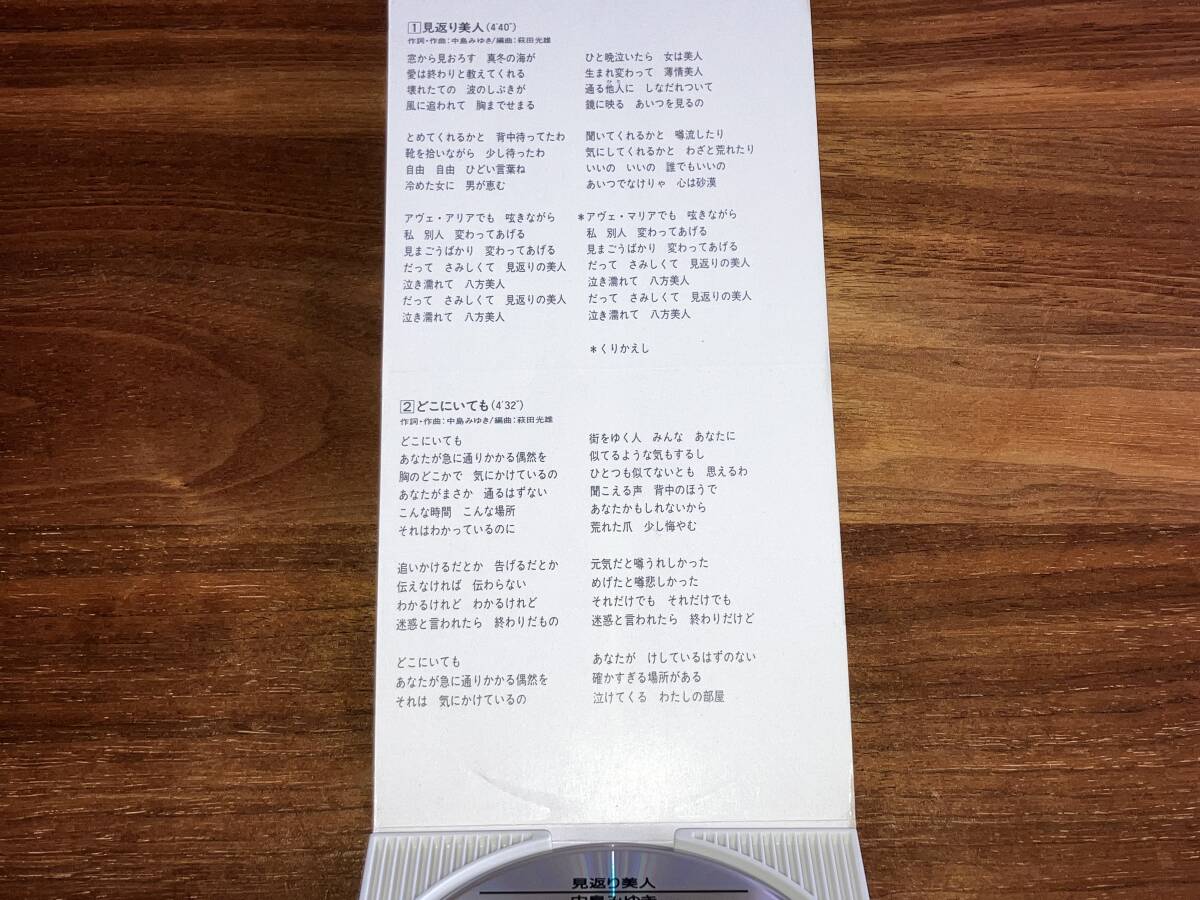 1 見返り美人(4'40")
作詞・作曲:中島みゆき/編曲:萩田光雄
窓から見おろす 真冬の海が
愛は終わりと教えてくれる
壊れたての 波のしぶきが
風に追われて 胸までせまる
とめてくれるかと 背中待ってたわ
靴を拾いながら 少し待ったわ
自由 自由 ひどい言葉ね
冷めた女に 男が恵む
アヴェ・アリアでも 呟きながら
私 別人 変わってあげる
見まごうばかり 変わってあげる
だって さみしくて 見返りの美人
泣き濡れて 八方美人
だって さみしくて 見返りの美人
泣き濡れて 八方美人
ひと晩泣いたら 女は美人
生まれ変わって 薄情美人
通る他人に しなだれついて
鏡に映る あいつを見るの
聞いてくれるかと 噂流したり
気にしてくれるかと わざと荒れたり
いいの いいの 誰でもいいの
あいつでなけりゃ 心は砂漠
*アヴェ・マリアでも 呟きながら
私 別人 変わってあげる
見まごうばかり 変わってあげる
だって さみしくて 見返りの美人
泣き濡れて 八方美人
だって さみしくて 見返りの美人
泣き濡れて 八方美人
*くりかえし
2 どこにいても(4'32")
作詞・作曲:中島みゆき/編曲:萩田光雄
どこにいても
あなたが急に通りかかる偶然を
胸のどこかで 気にかけているの
あなたがまさか 通るはずない
こんな時間 こんな場所
それはわかっているのに
追いかけるだとか 告げるだとか
伝えなければ 伝わらない
わかるけれど わかるけれど
迷惑と言われたら 終わりだもの
どこにいても
あなたが急に通りかかる偶然を
それは 気にかけているの
街をゆく人 みんな あなたに
似てるような気もするし
ひとつも似てないとも 思えるわ
聞こえる声 背中のほうで
あなたかもしれないから
荒れた爪 少し悔やむ
元気だと噂うれしかった
めげたと噂悲しかった
それだけでも それだけでも
迷惑と言われたら 終わりだけど
あなたが けしているはずのない
確かすぎる場所がある
泣けてくる わたしの部屋
見返り美人
中島みゆき